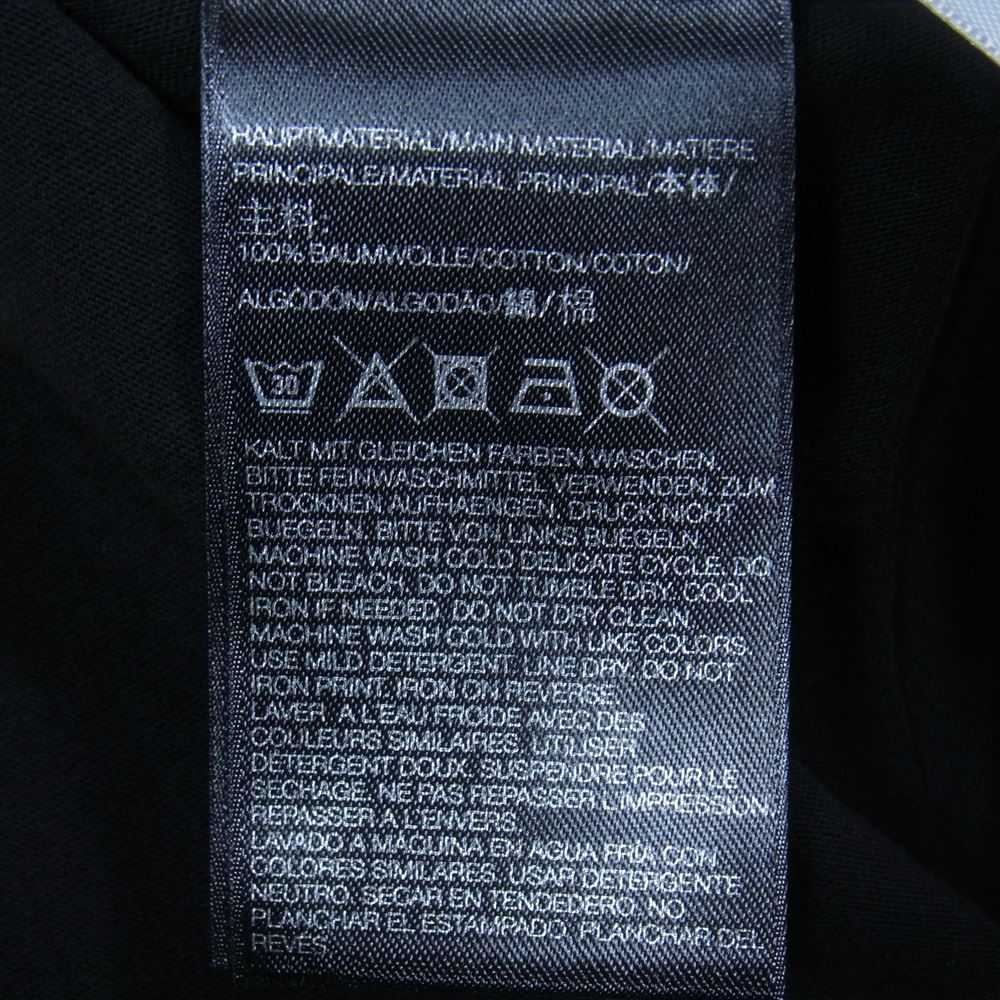 HAUPTMATERIAL/MAIN MATERIAL/MATIERE
PRINCIPALE/MATERIAL PRINCIPAL/本体/
主料:
100% BAUMWOLLE/COTTON/COTON/
ALGODÓN/ALGODÃO/綿/棉
30
KALT MIT GLEICHEN FARBEN WASCHEN,
BITTE FEINWASCHMITTEL VERWENDEN. ZUM
TROCKNEN AUFHAENGEN, DRUCK NICHT
BUEGELN. BITTE VON LINKS BUEGELN.
MACHINE WASH COLD DELICATE CYCLE. DO
NOT BLEACH. DO NOT TUMBLE DRY. COOL
IRON IF NEEDED. DO NOT DRY CLEAN.
MACHINE WASH COLD WITH LIKE COLORS.
USE MILD DETERGENT. LINE DRY. DO NOT
IRON PRINT. IRON ON REVERSE.
LAVER. A L'EAU FROIDE AVEC DES
COULEURS SIMILAIRES. UTILISER
DETERGENT DOUX. SUSPENDRE POUR LE
SECHAGE. NE PAS REPASSER L'IMPRESSION.
REPASSER A L'ENVERS.
LAVADO A MAQUINA EN AGUA FRIA CON
COLORES SIMILARES. USAR DETERGENTE
NEUTRO. SECAR EN TENDEDERO. NO
PLANCHAR EL ESTAMPADO. PLANCHAR DEL
REVÉS.